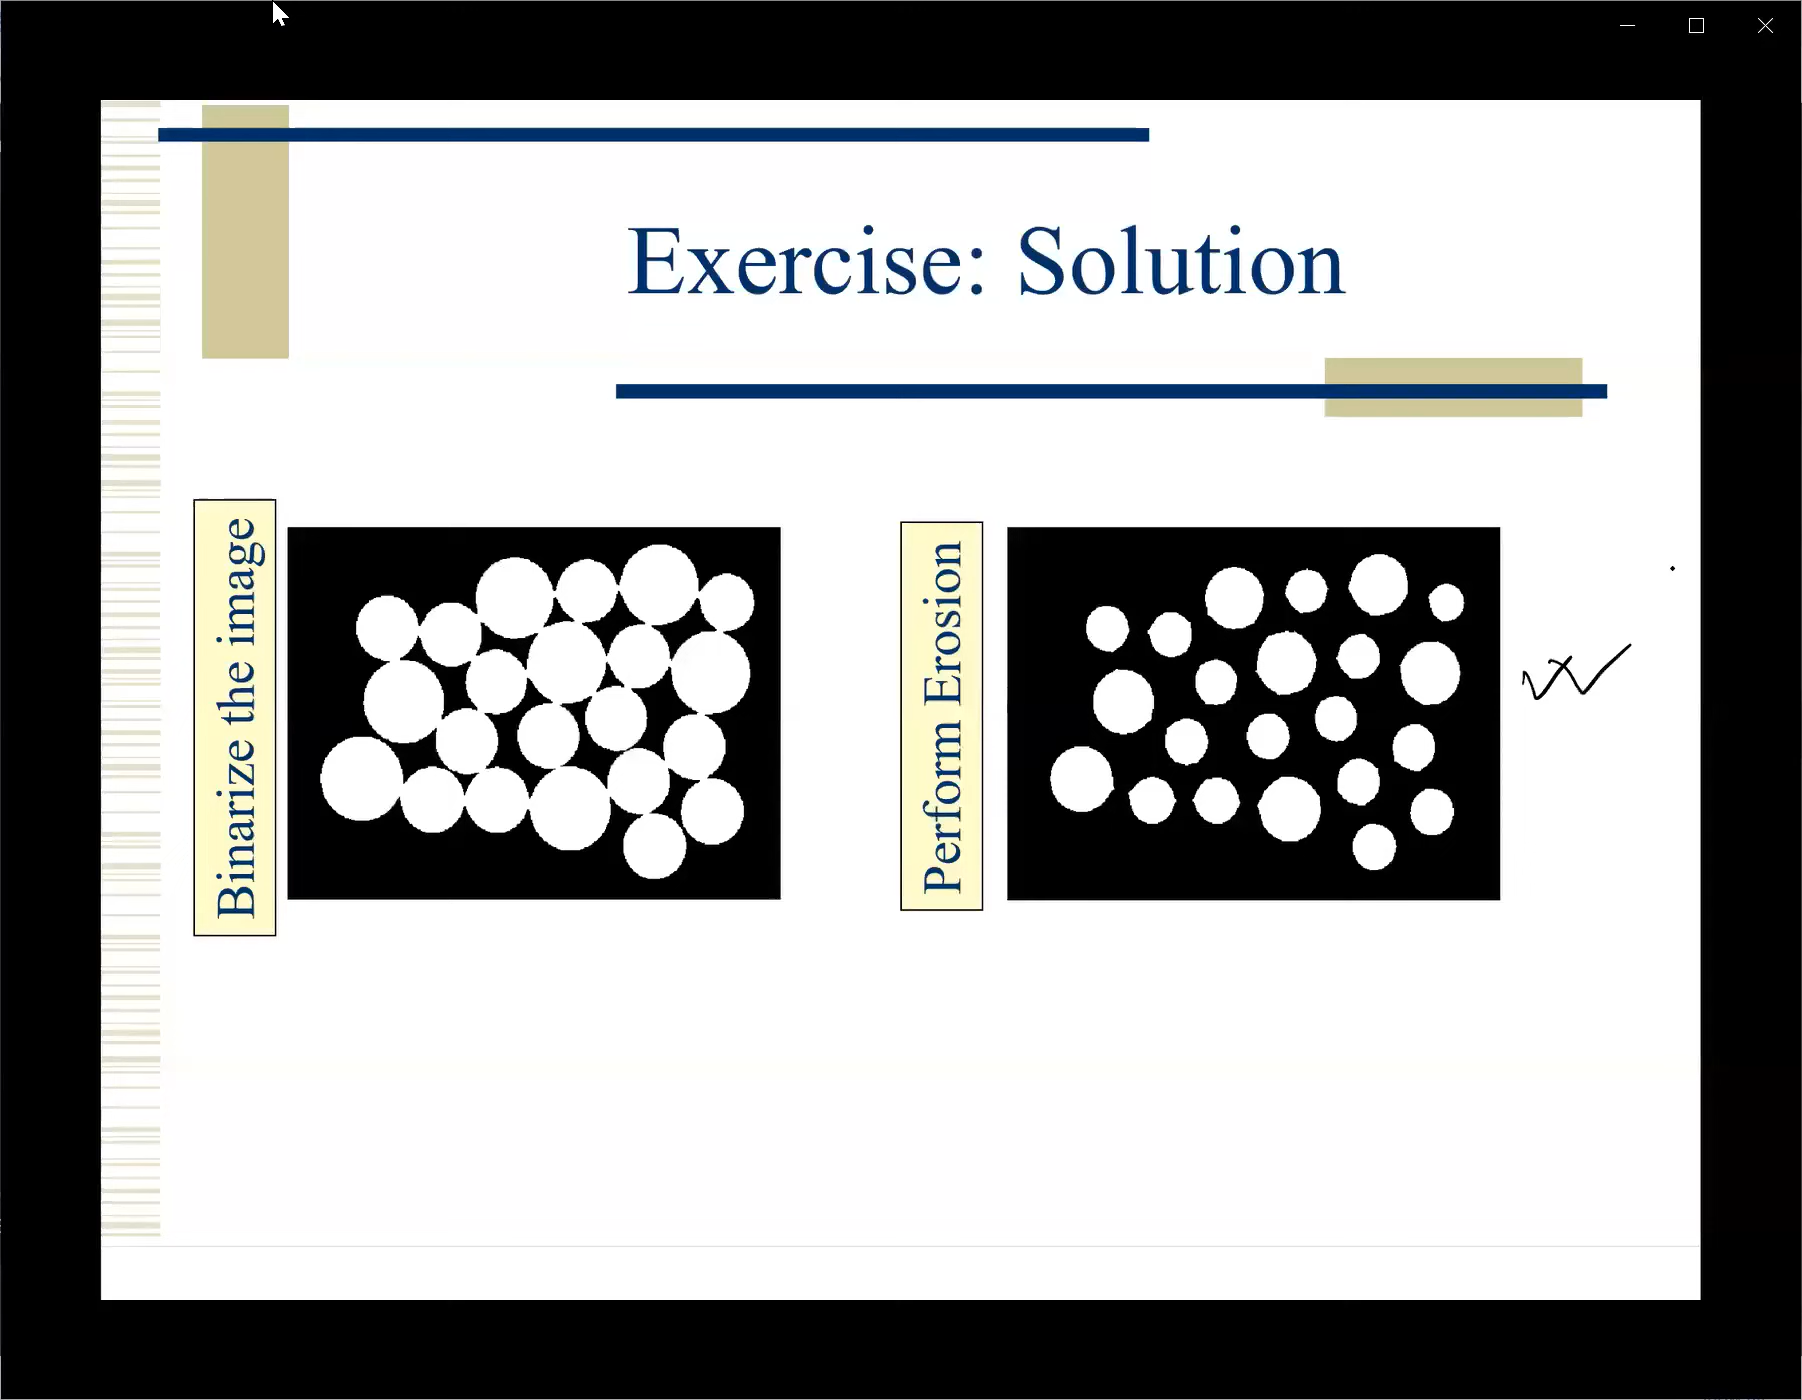 Exercise: Solution
Binarize the image
Perform Erosion